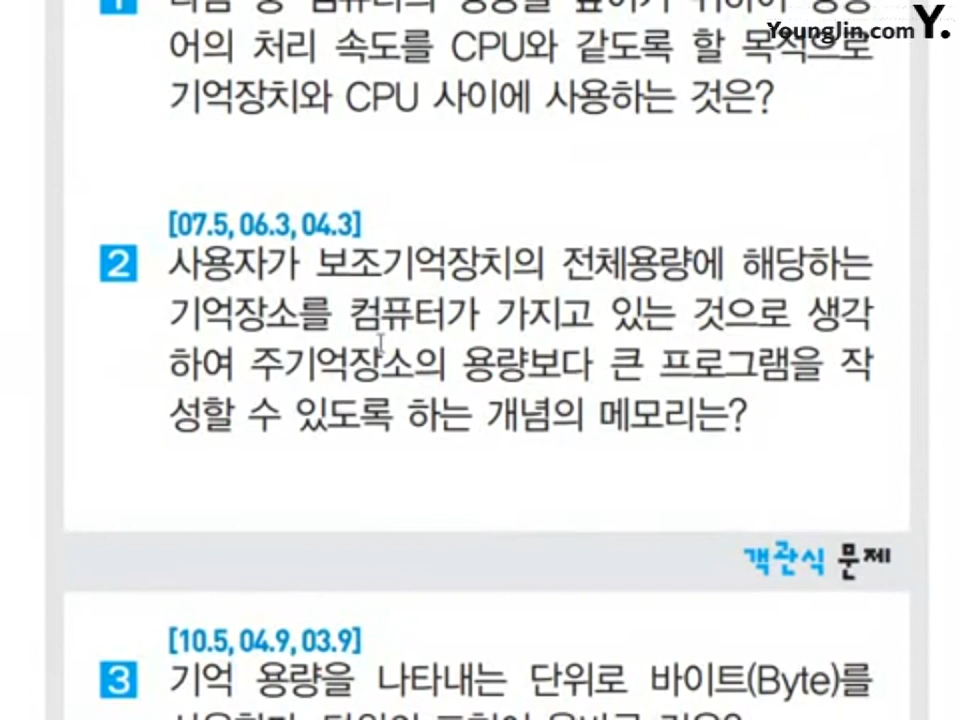 Younglin.com Y.
1
어의 처리 속도를 CPU와 같도록 할 목적으로
기억장치와 CPU 사이에 사용하는 것은?
[07.5, 06.3, 04.3]
2 사용자가 보조기억장치의 전체용량에 해당하는
기억장소를 컴퓨터가 가지고 있는 것으로 생각
하여 주기억장소의 용량보다 큰 프로그램을 작
성할 수 있도록 하는 개념의 메모리는?
객관식 문제
[10.5, 04.9, 03.9]
3 기억 용량을 나타내는 단위로 바이트(Byte)를